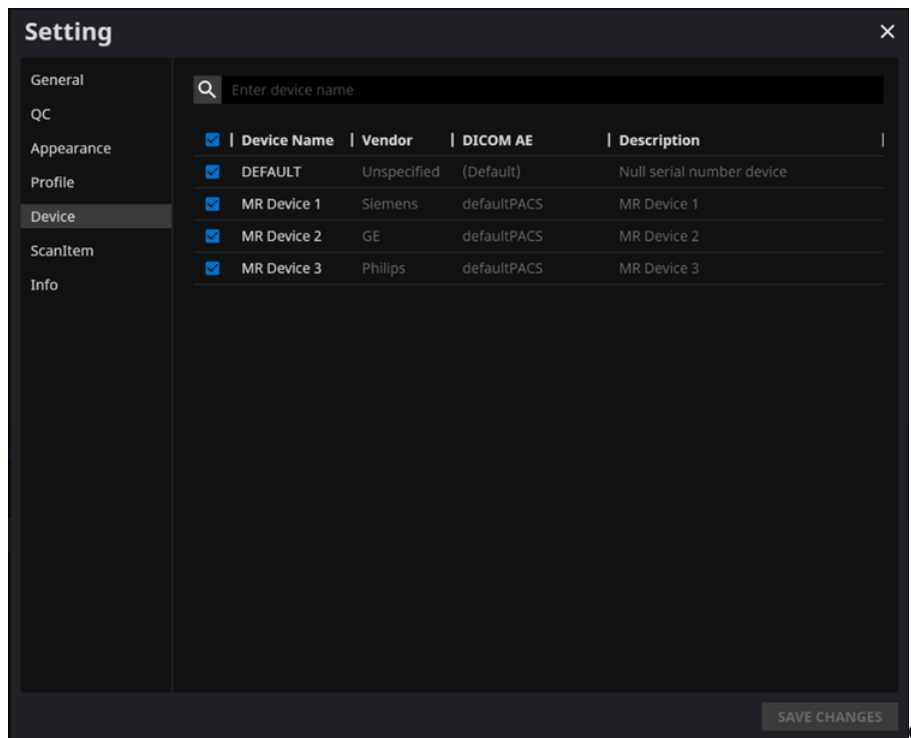 Setting
General
QC
Appearance
Profile
Device
ScanItem
Info
Enter device name
Device Name Vendor DICOM AE Description
DEFAULT Unspecified (Default) Null serial number device
MR Device 1 Siemens defaultPACS MR Device 1
MR Device 2 GE defaultPACS MR Device 2
MR Device 3 Philips defaultPACS MR Device 3
SAVE CHANGES